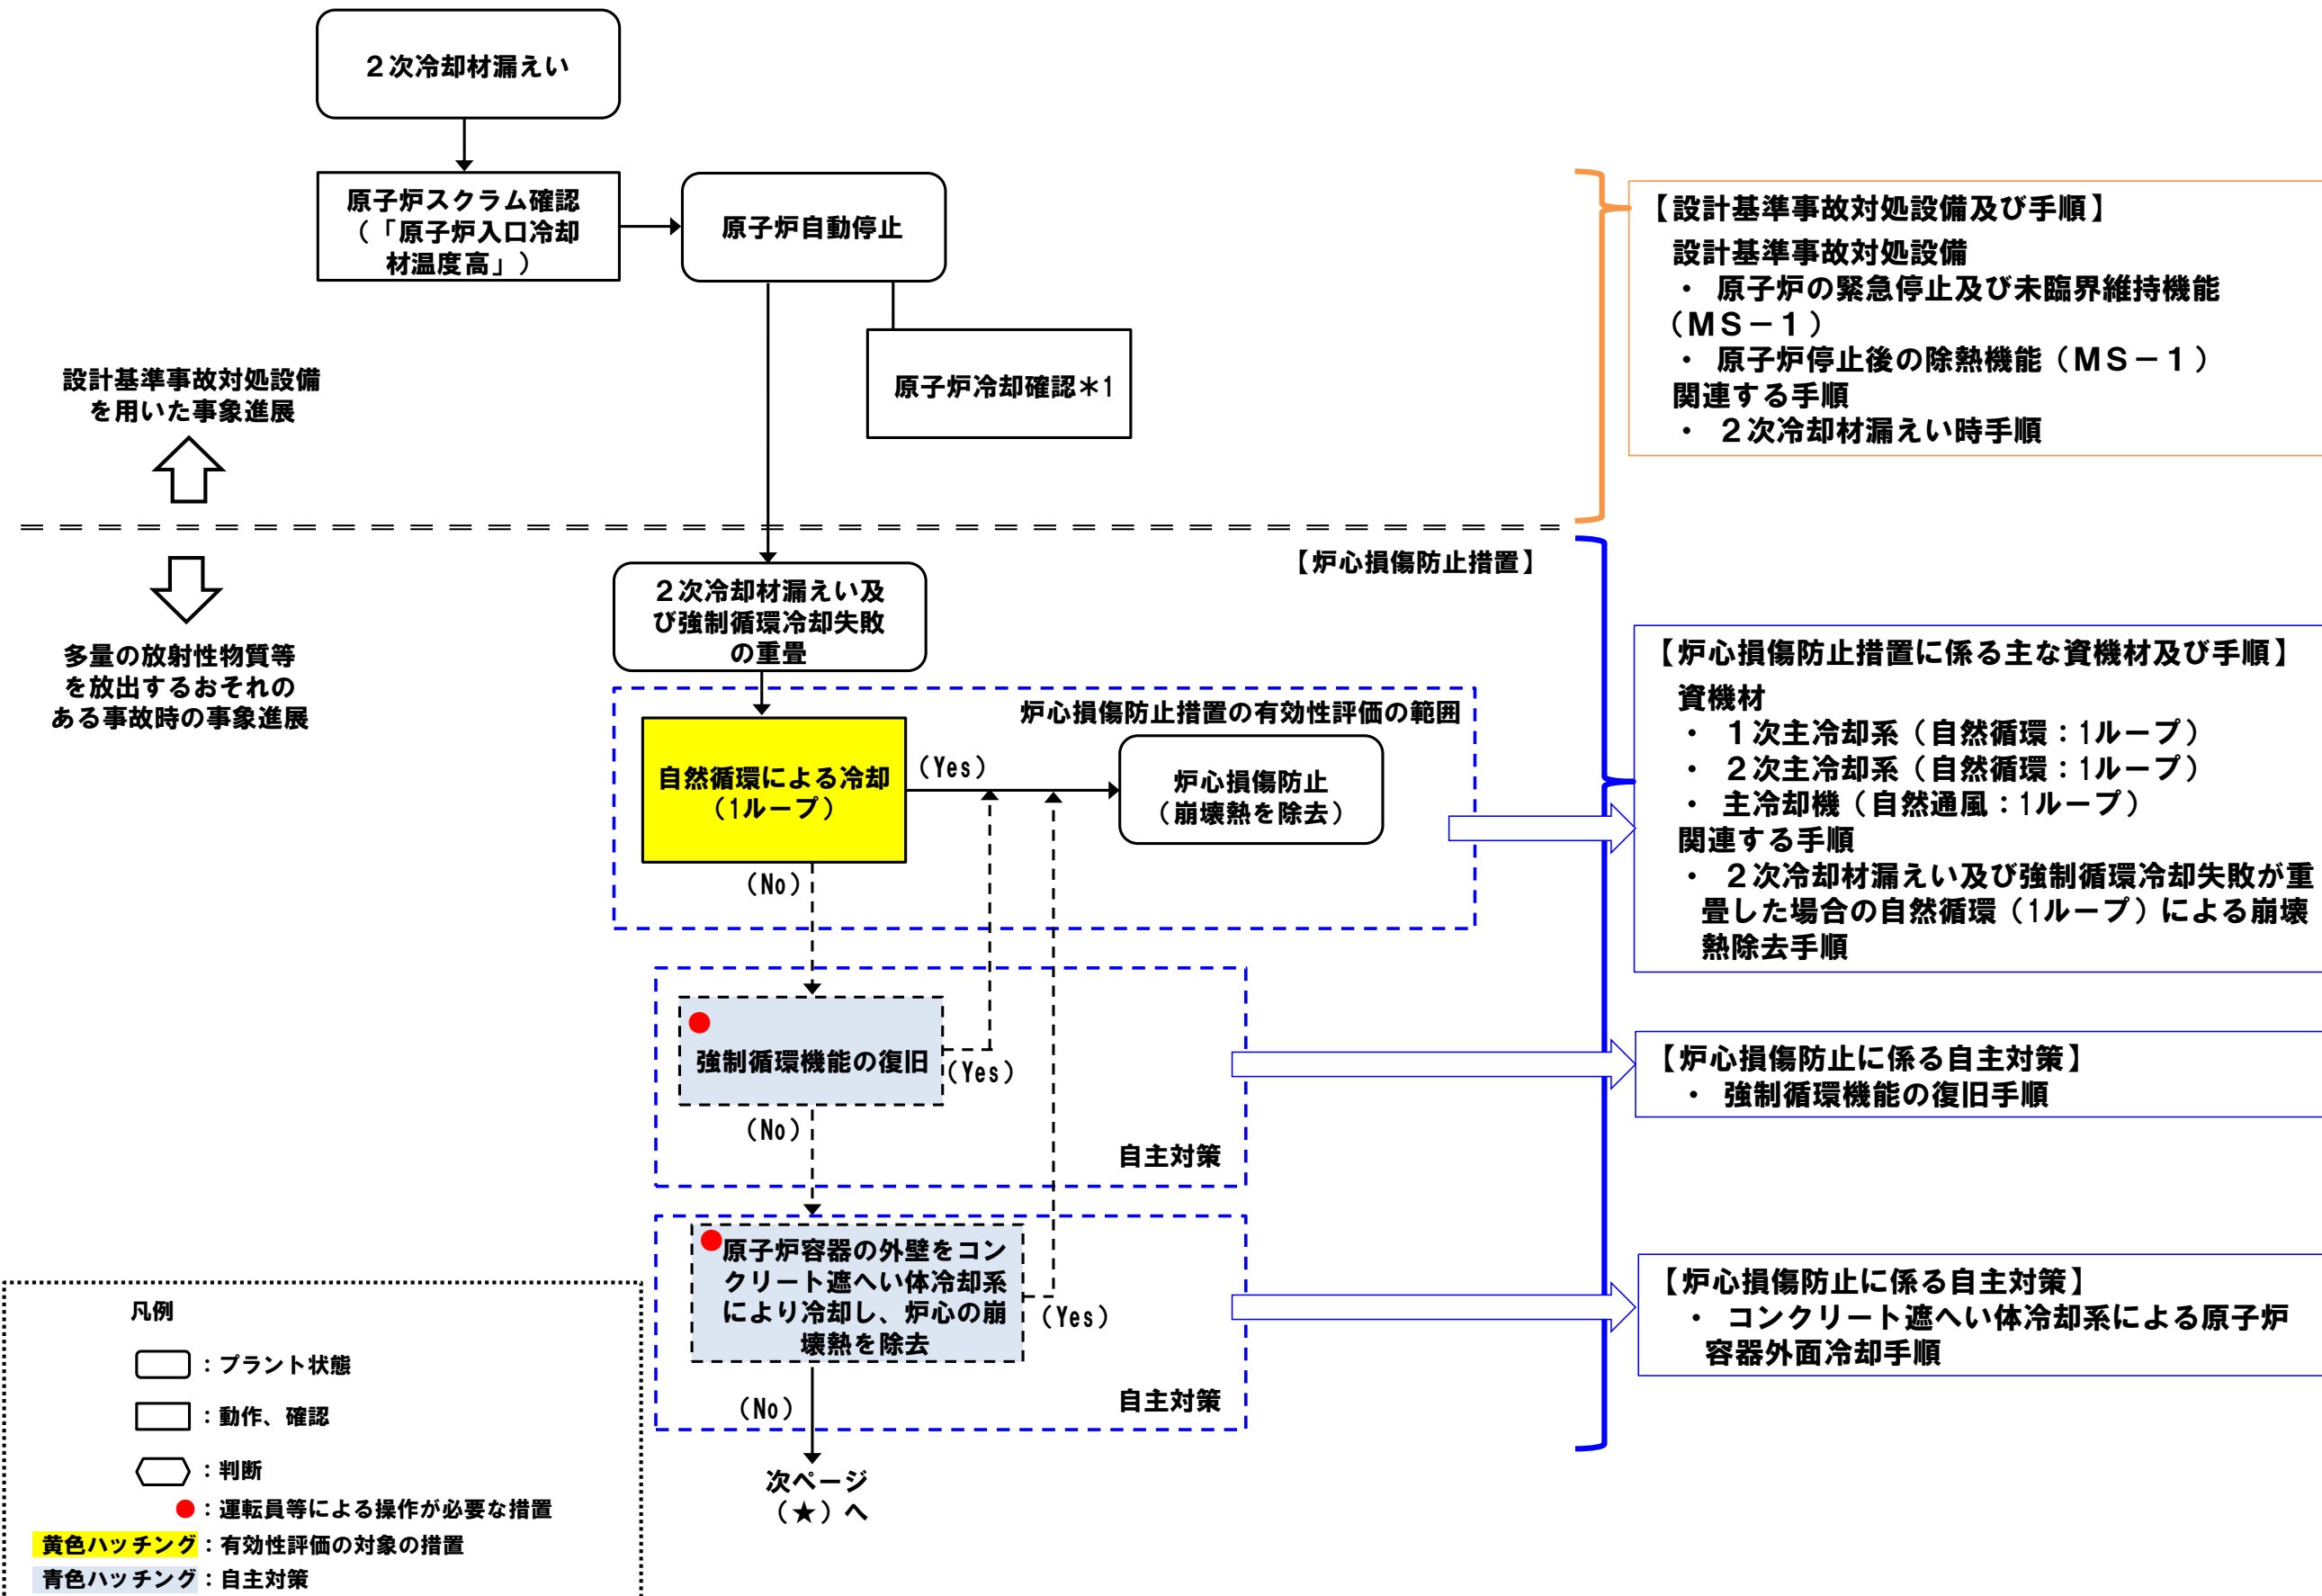 ２次冷却材漏えい
原子炉スクラム確認
（「原子炉入口冷却
材温度高」）
原子炉自動停止
原子炉冷却確認＊1
設計基準事故対処設備
を用いた事象進展
【設計基準事故対処設備及び手順】
設計基準事故対処設備
・ 原子炉の緊急停止及び未臨界維持機能
（ＭＳ－１）
・ 原子炉停止後の除熱機能（ＭＳ－１）
関連する手順
・ ２次冷却材漏えい時手順
多量の放射性物質等
を放出するおそれの
ある事故時の事象進展
【炉心損傷防止措置】
２次冷却材漏えい及
び強制循環冷却失敗
の重畳
炉心損傷防止措置の有効性評価の範囲
自然循環による冷却
（1ループ）
（Yes）
炉心損傷防止
（崩壊熱を除去）
（No）
【炉心損傷防止措置に係る主な資機材及び手順】
資機材
・ １次主冷却系（自然循環：1ループ）
・ ２次主冷却系（自然循環：1ループ）
・ 主冷却機（自然通風：1ループ）
関連する手順
・ ２次冷却材漏えい及び強制循環冷却失敗が重
畳した場合の自然循環（1ループ）による崩壊
熱除去手順
強制循環機能の復旧
（Yes）
（No）
自主対策
【炉心損傷防止に係る自主対策】
・ 強制循環機能の復旧手順
原子炉容器の外壁をコン
クリート遮へい体冷却系
により冷却し、炉心の崩
壊熱を除去
（Yes）
（No）
自主対策
【炉心損傷防止に係る自主対策】
・ コンクリート遮へい体冷却系による原子炉
容器外面冷却手順
次ページ
（★）へ
凡例
：プラント状態
：動作、確認
：判断
：運転員等による操作が必要な措置
黄色ハッチング：有効性評価の対象の措置
青色ハッチング：自主対策